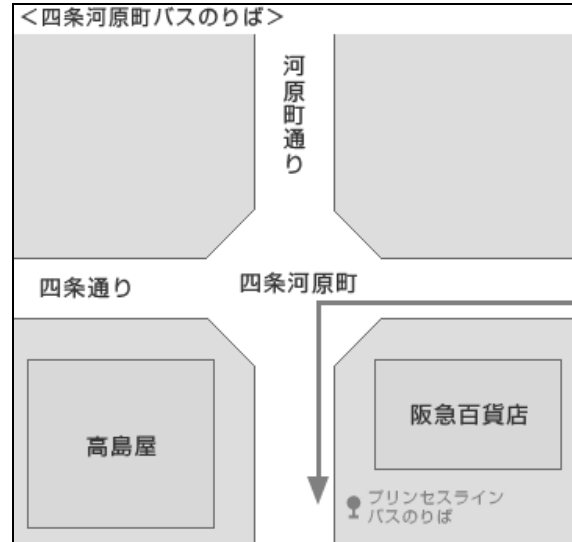 ＜四条河原町バスのりば＞
河原町通り
四条通り
四条河原町
高島屋
阪急百貨店
プリンセスライン
バスのりば